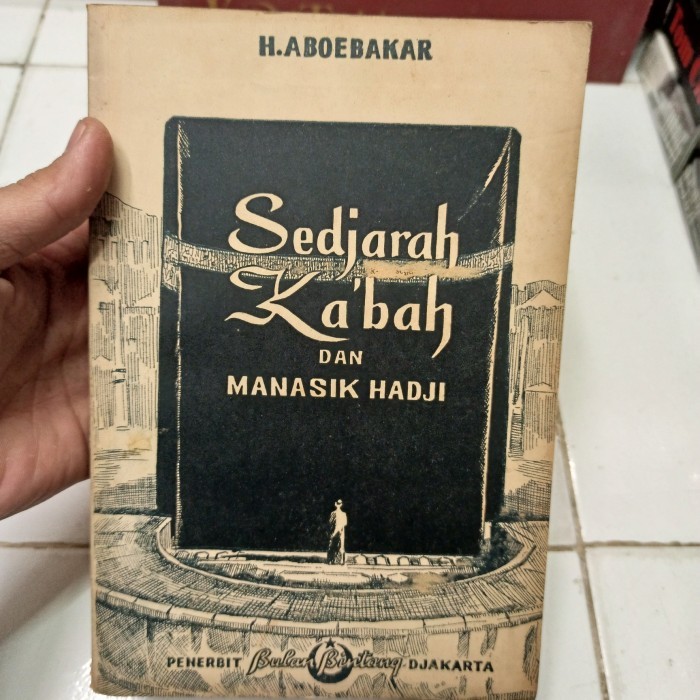 H. ABOEBAKAR
Sedjarah
Ka'bah
DAN
MANASIK HADJI
PENERBIT Bulan Bintang DJAKARTA